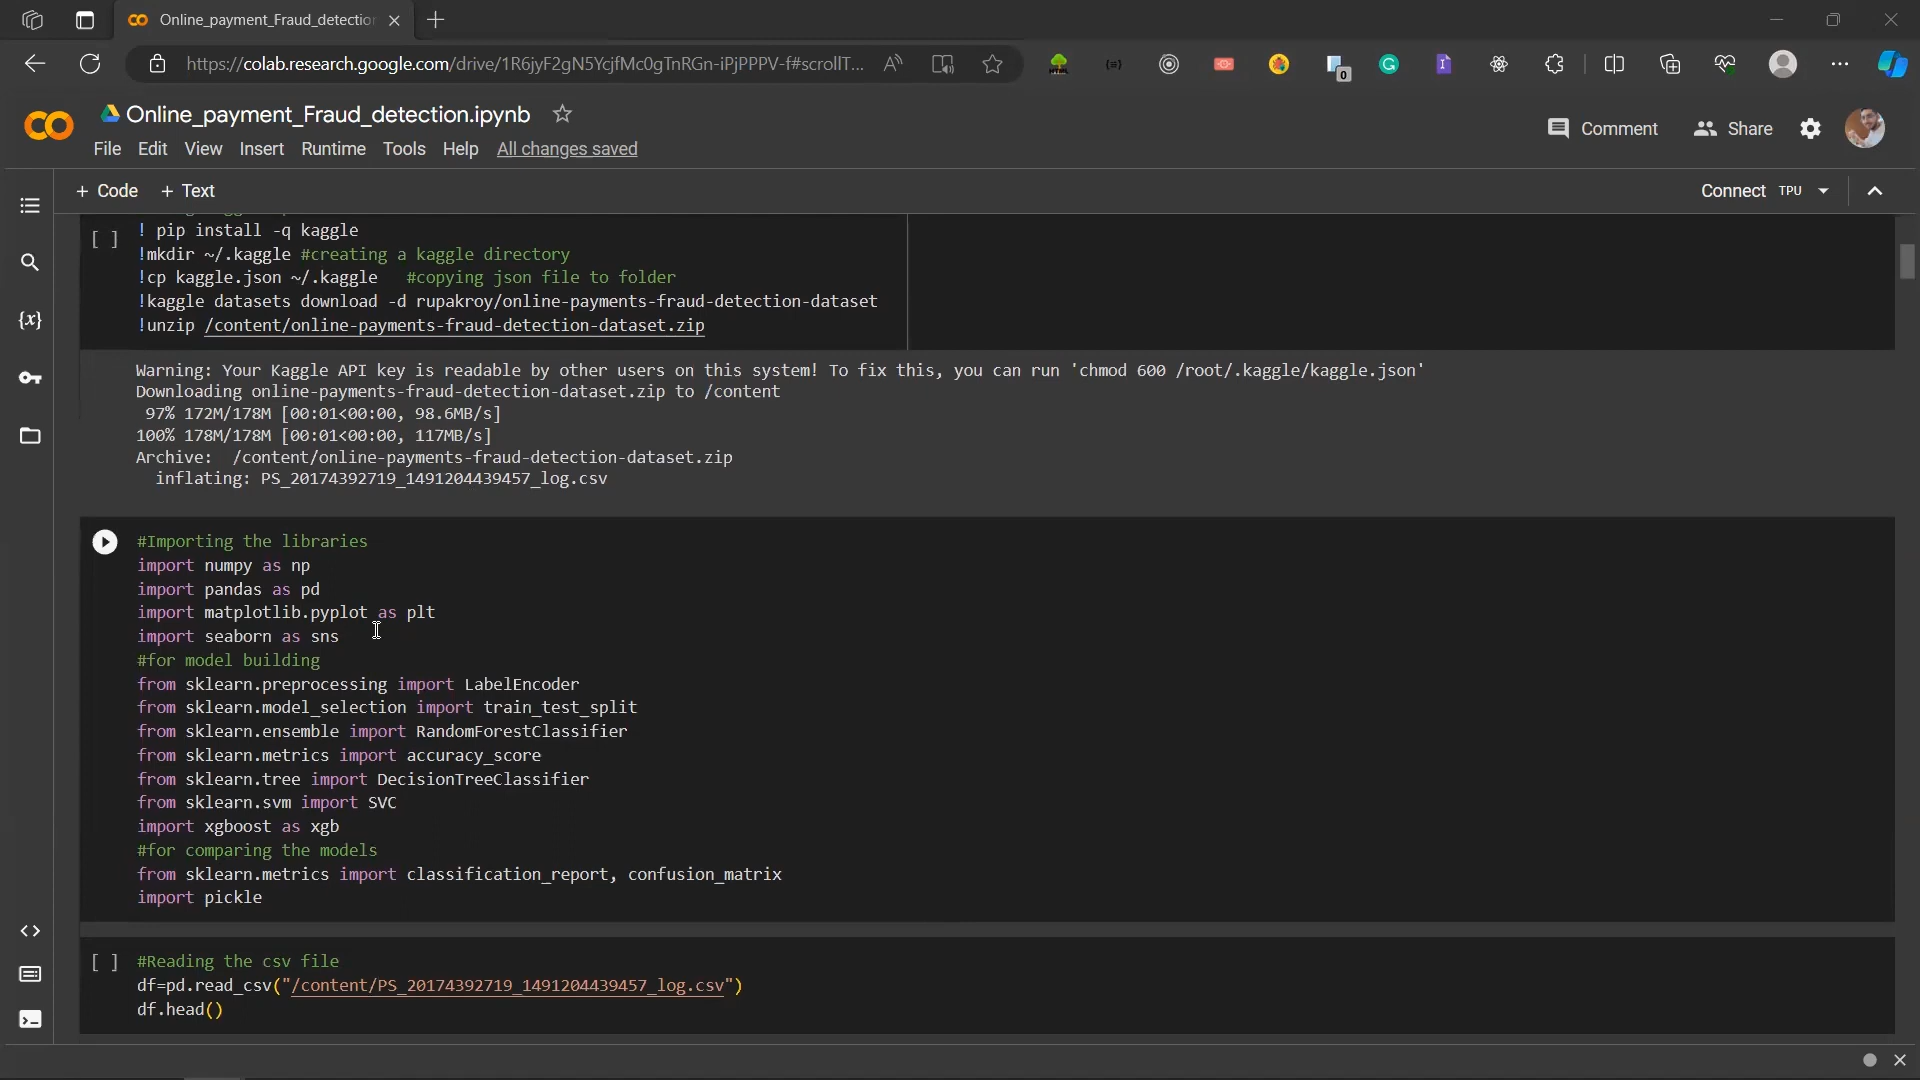 Online_payment_Fraud_detection
https://colab.research.google.com/drive/1R6jyF2gN5YcjfMc0gTnRGn-iPjPPPV-f#scrollT...
0
Online_payment_Fraud_detection.ipynb
Comment
Share
File Edit View Insert Runtime Tools Help All changes saved
+ Code + Text
Connect TPU
[ ] ! pip install -q kaggle
!mkdir ~/.kaggle #creating a kaggle directory
!cp kaggle.json ~/.kaggle #copying json file to folder
!kaggle datasets download -d rupakroy/online-payments-fraud-detection-dataset
!unzip /content/online-payments-fraud-detection-dataset.zip
Warning: Your Kaggle API key is readable by other users on this system! To fix this, you can run 'chmod 600 /root/.kaggle/kaggle.json'
Downloading online-payments-fraud-detection-dataset.zip to /content
97% 172M/178M [00:01<00:00, 98.6MB/s]
100% 178M/178M [00:01<00:00, 117MB/s]
Archive: /content/online-payments-fraud-detection-dataset.zip
inflating: PS_20174392719_1491204439457_log.csv
#Importing the libraries
import numpy as np
import pandas as pd
import matplotlib.pyplot as plt
import seaborn as sns
#for model building
from sklearn.preprocessing import LabelEncoder
from sklearn.model_selection import train_test_split
from sklearn.ensemble import RandomForestClassifier
from sklearn.metrics import accuracy_score
from sklearn.tree import DecisionTreeClassifier
from sklearn.svm import SVC
import xgboost as xgb
#for comparing the models
from sklearn.metrics import classification_report, confusion_matrix
import pickle
[ ] #Reading the csv file
df=pd.read_csv("/content/PS_20174392719_1491204439457_log.csv")
df.head()